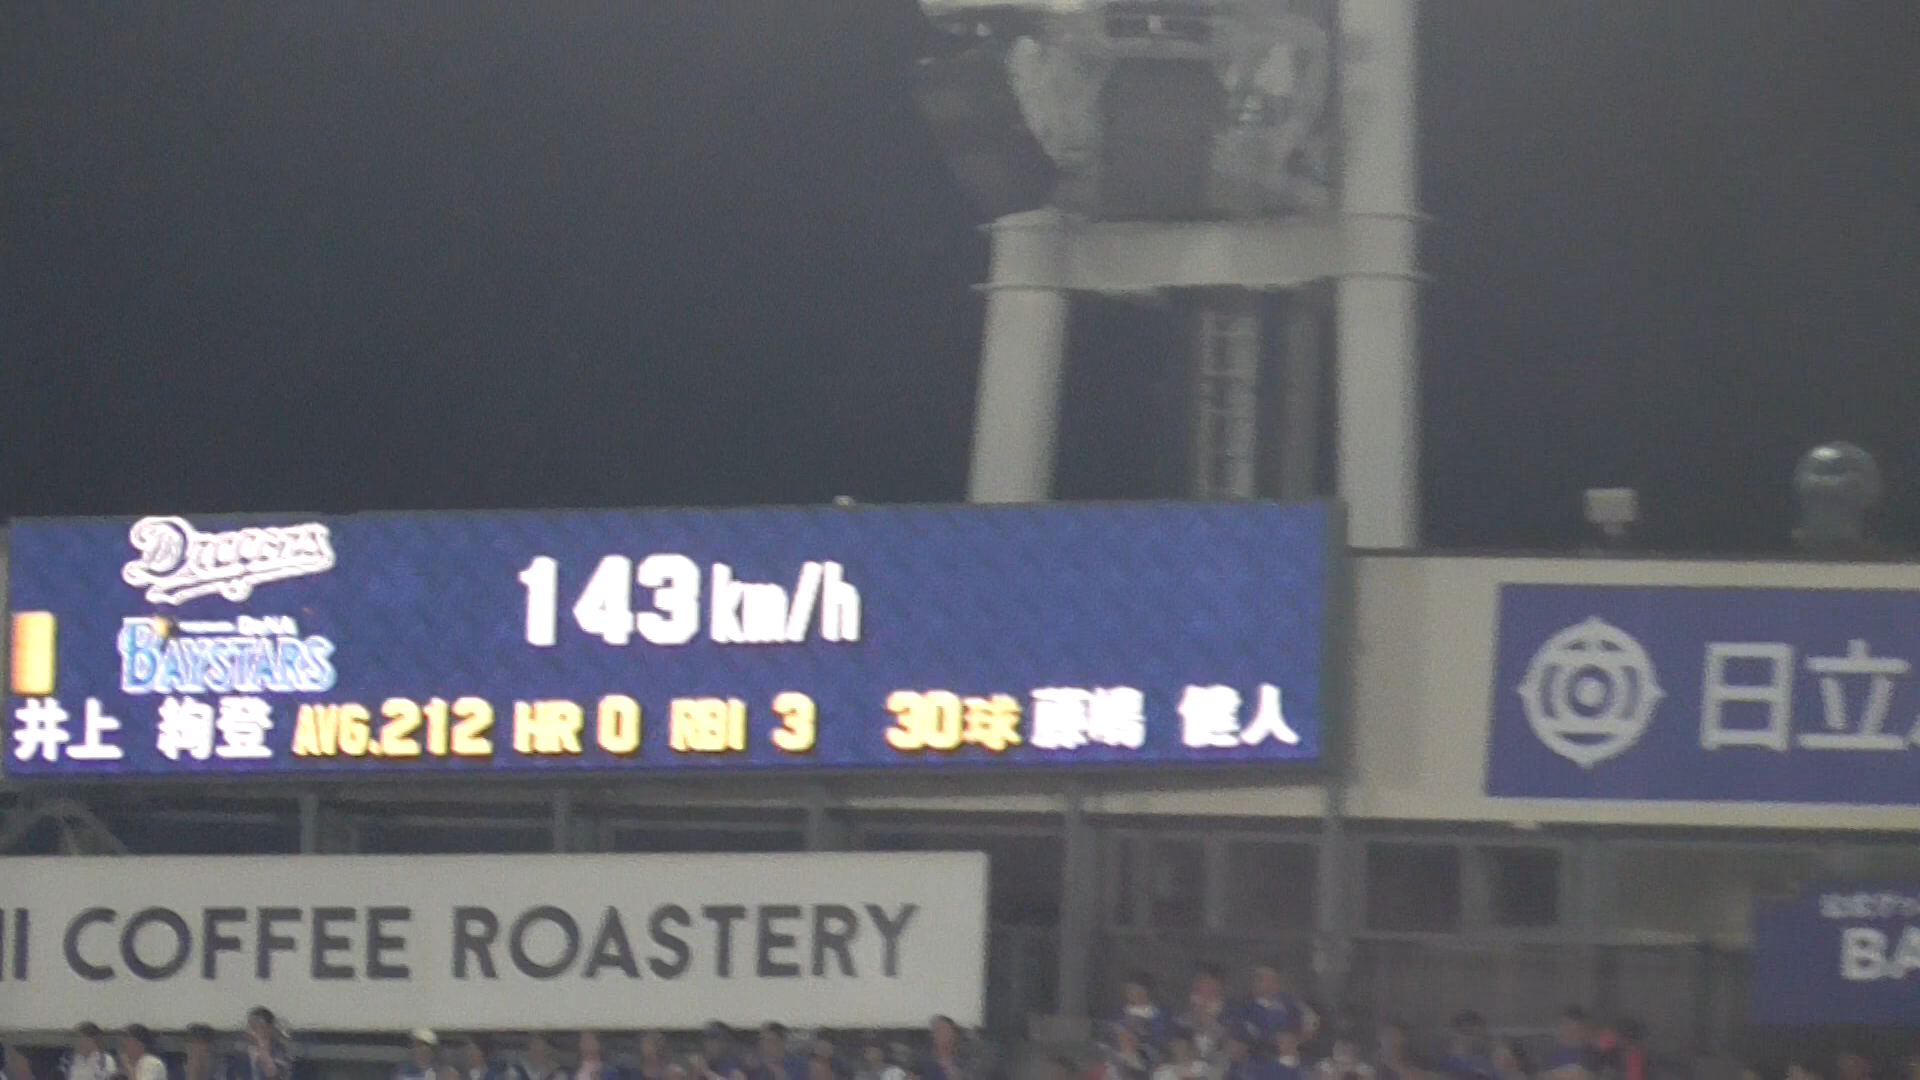 Dragons
143km/h
DeNA
BAYSTARS
井上 絢登 AVG.212 HR 0 RBI 3 30球 藤嶋 健人
日立
COFFEE ROASTERY
BA